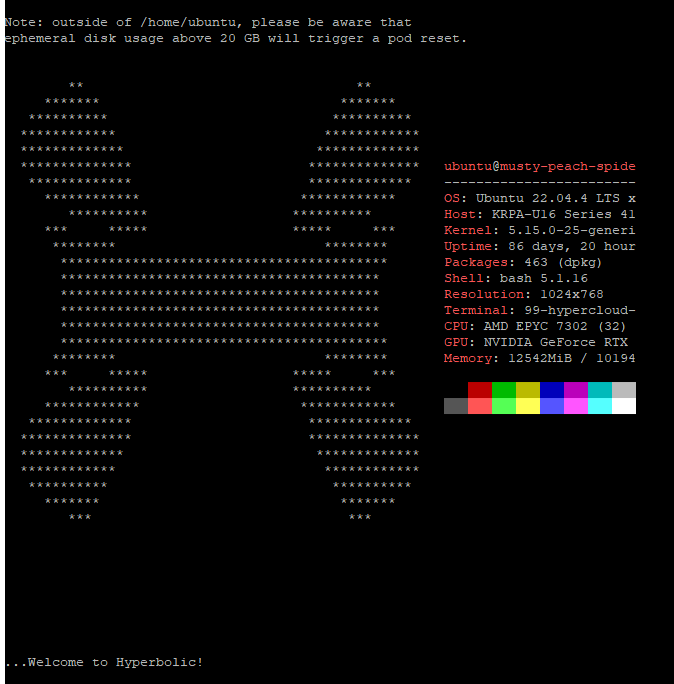 Note: outside of /home/ubuntu, please be aware that
ephemeral disk usage above 20 GB will trigger a pod reset.
ubuntu@musty-peach-spide
------------------------
OS: Ubuntu 22.04.4 LTS x
Host: KRPA-U16 Series 41
Kernel: 5.15.0-25-generi
Uptime: 86 days, 20 hour
Packages: 463 (dpkg)
Shell: bash 5.1.16
Resolution: 1024x768
Terminal: 99-hypercloud-
CPU: AMD EPYC 7302 (32)
GPU: NVIDIA GeForce RTX
Memory: 12542MiB / 10194
...Welcome to Hyperbolic!